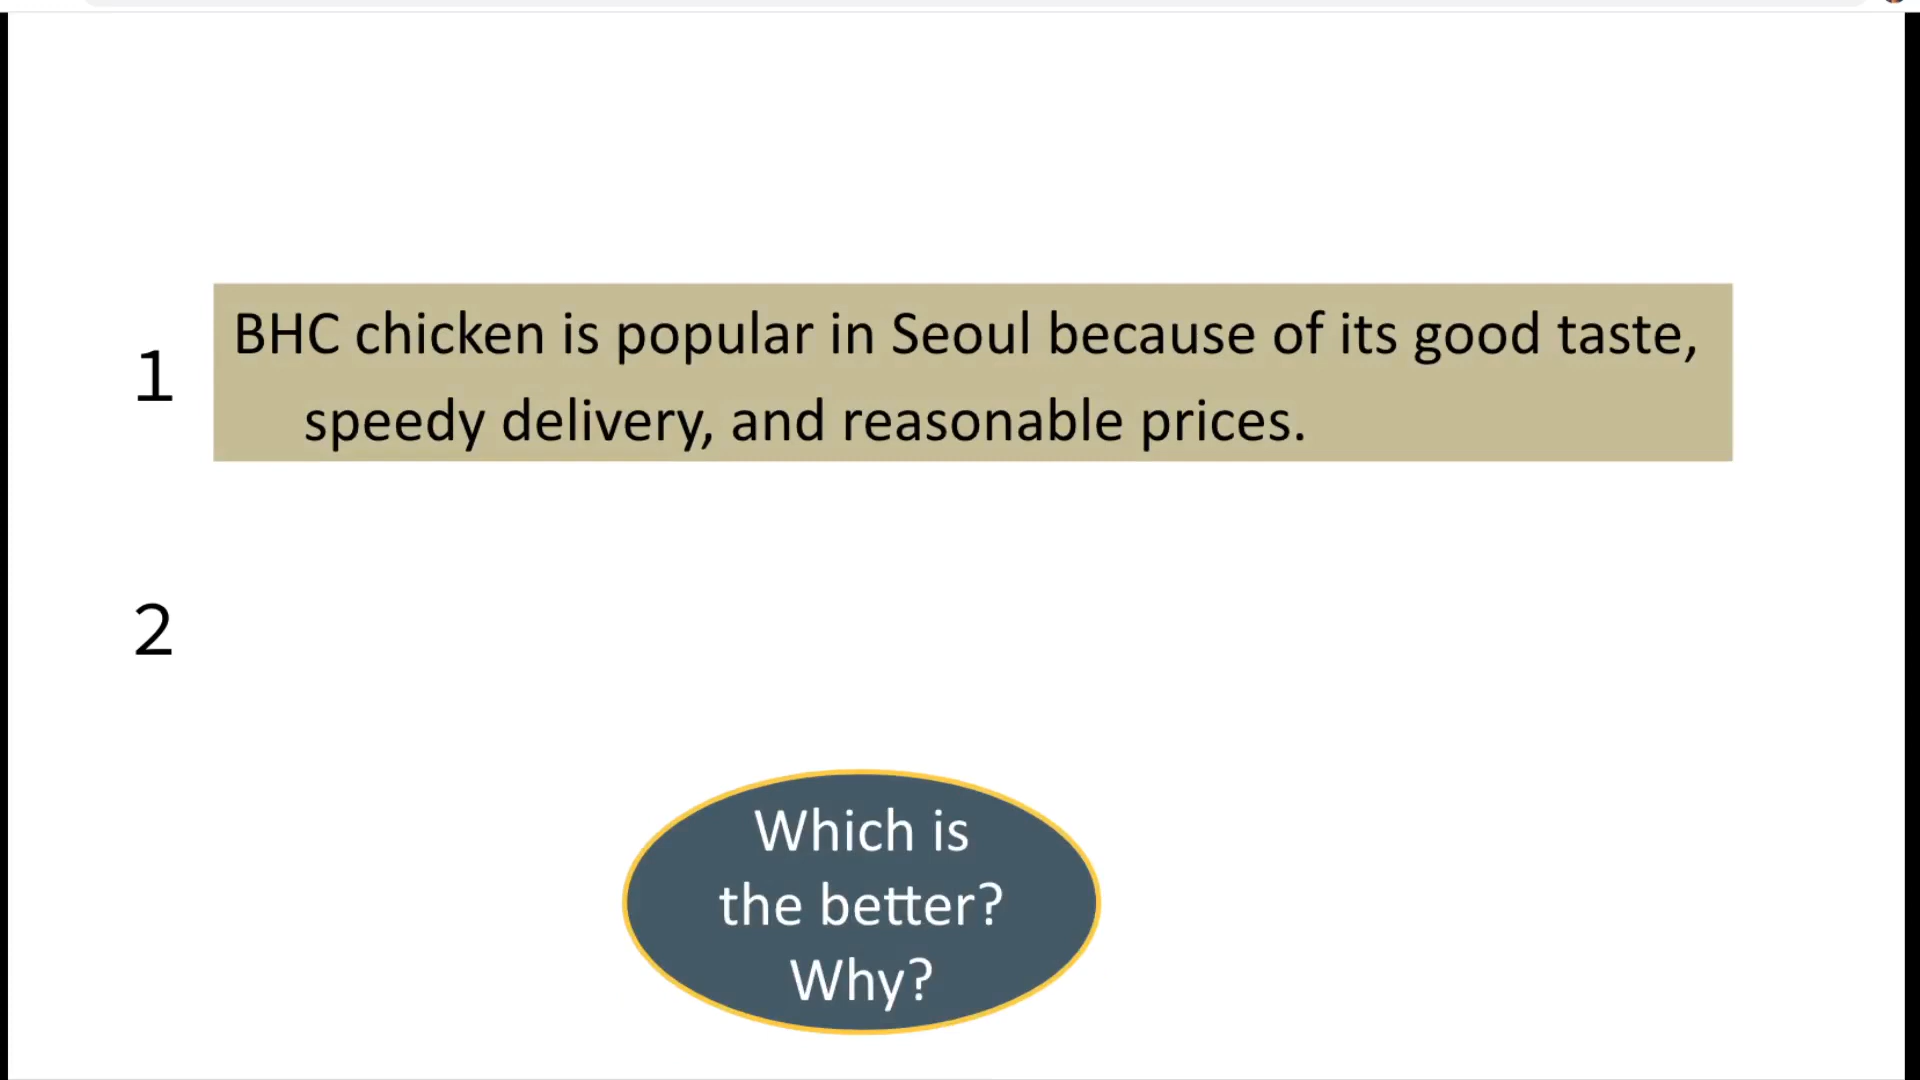 1
BHC chicken is popular in Seoul because of its good taste,
speedy delivery, and reasonable prices.
2
Which is
the better?
Why?